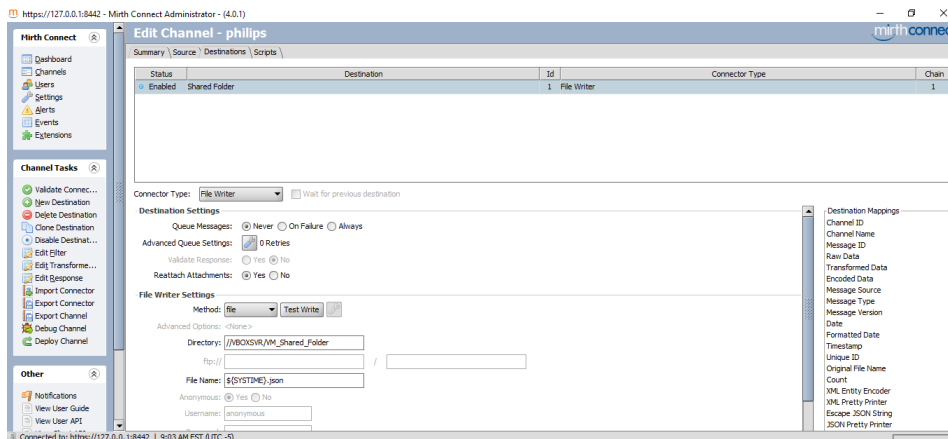 https://127.0.0.1:8442 - Mirth Connect Administrator - (4.0.1)
Mirth Connect
Dashboard
Channels
Users
Settings
Alerts
Events
Extensions
Channel Tasks
Validate Connec...
New Destination
Delete Destination
Clone Destination
Disable Destinat...
Edit Filter
Edit Transforme...
Edit Response
Import Connector
Export Connector
Export Channel
Debug Channel
Deploy Channel
Other
Notifications
View User Guide
View User API
Edit Channel - philips
mirth connec
Summary Source Destinations Scripts
Status Destination Id Connector Type Chain
Enabled Shared Folder 1 File Writer 1
Connector Type: File Writer Wait for previous destination
Destination Settings
Queue Messages: Never On Failure Always
Advanced Queue Settings: 0 Retries
Validate Response: Yes No
Reattach Attachments: Yes No
File Writer Settings
Method: file Test Write
Advanced Options: <None>
Directory: //VBOXSVR/VM_Shared_Folder
ftp:// /
File Name: ${SYSTIME}.json
Anonymous: Yes No
Username: anonymous
Destination Mappings
Channel ID
Channel Name
Message ID
Raw Data
Transformed Data
Encoded Data
Message Source
Message Type
Message Version
Date
Formatted Date
Timestamp
Unique ID
Original File Name
Count
XML Entity Encoder
XML Pretty Printer
Escape JSON String
JSON Pretty Printer
Connected to: https://127.0.0.1:8442 | 9:03 AM EST (UTC -5)